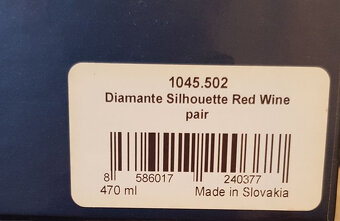 1045.502
Diamante Silhouette Red Wine
pair
8 586017 240377
470 ml Made in Slovakia